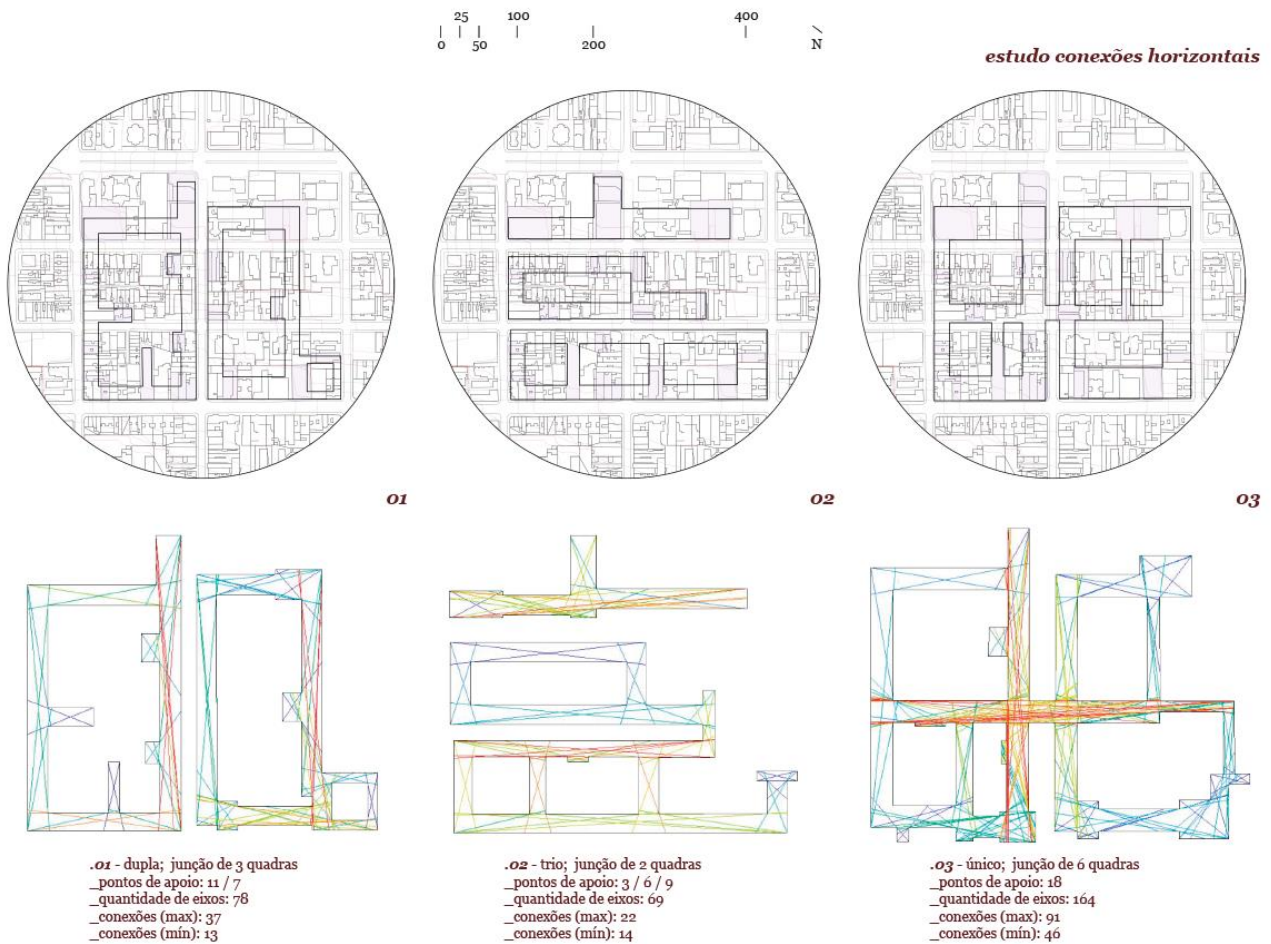 25 100 400
0 50 200 N
estudo conexões horizontais
01
02
03
.01 - dupla; junção de 3 quadras
_pontos de apoio: 11 / 7
_quantidade de eixos: 78
_conexões (max): 37
_conexões (mín): 13
.02 - trio; junção de 2 quadras
_pontos de apoio: 3 / 6 / 9
_quantidade de eixos: 69
_conexões (max): 22
_conexões (mín): 14
.03 - único; junção de 6 quadras
_pontos de apoio: 18
_quantidade de eixos: 164
_conexões (max): 91
_conexões (mín): 46